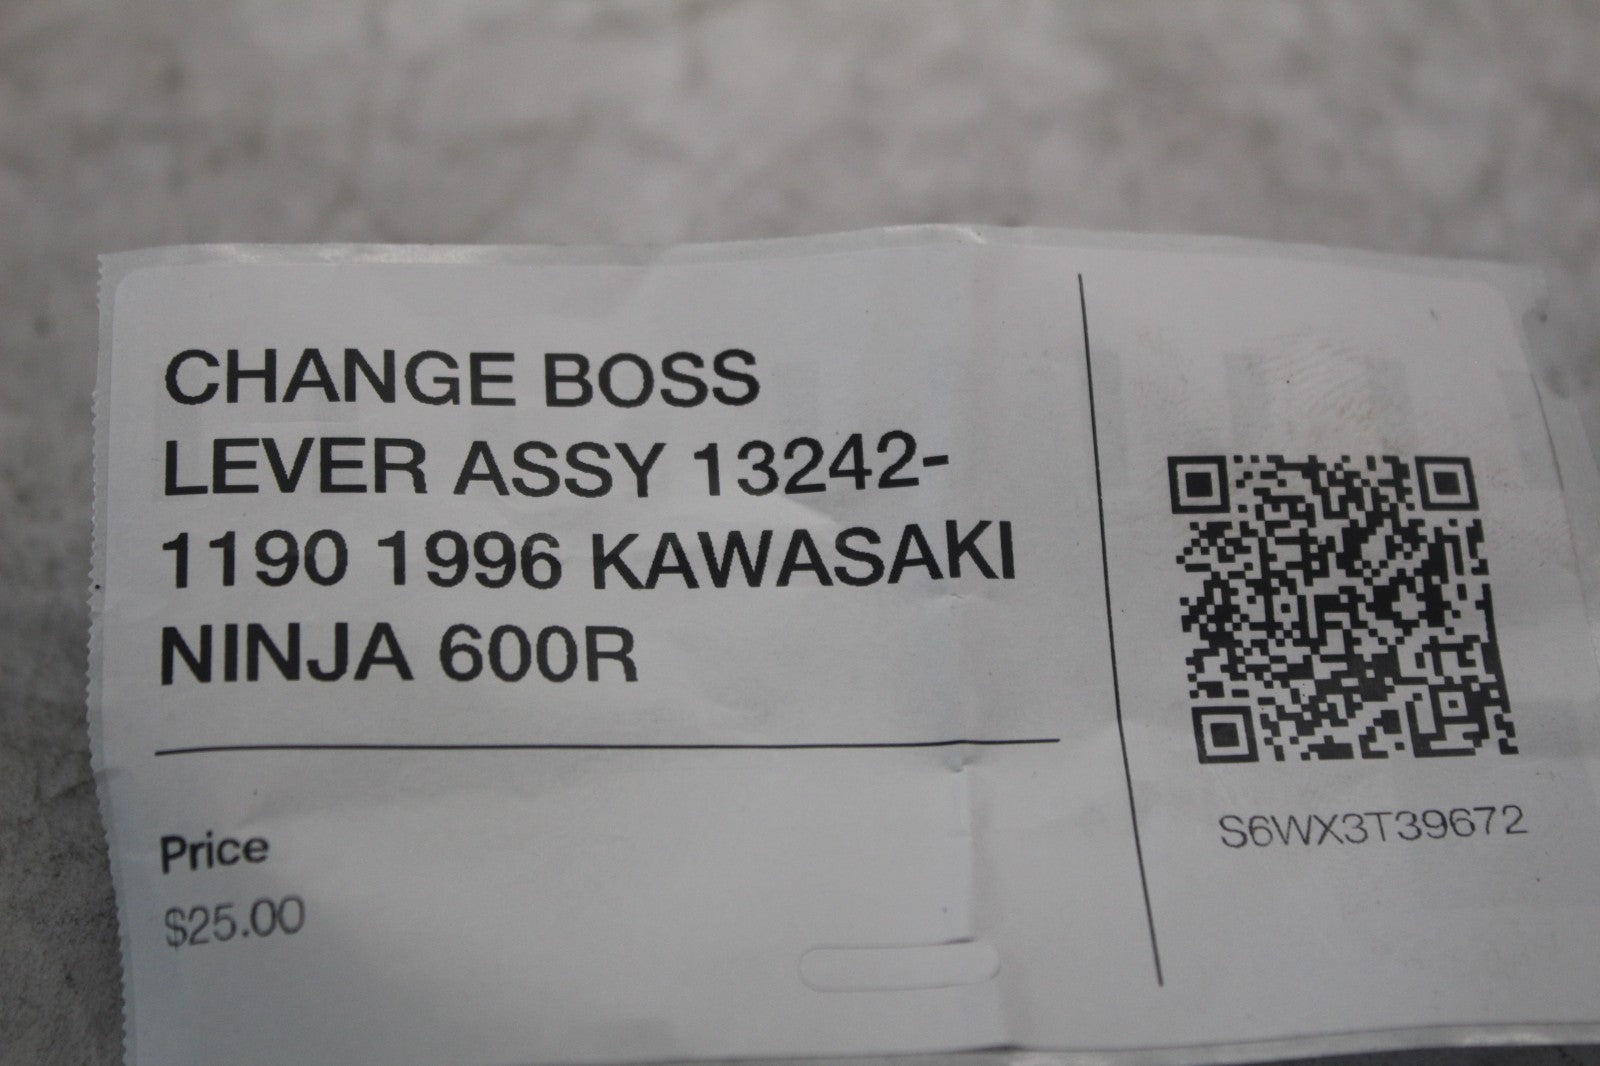 CHANGE BOSS
LEVER ASSY 13242-
1190 1996 KAWASAKI
NINJA 600R
Price
$25.00
S6WX3T39672